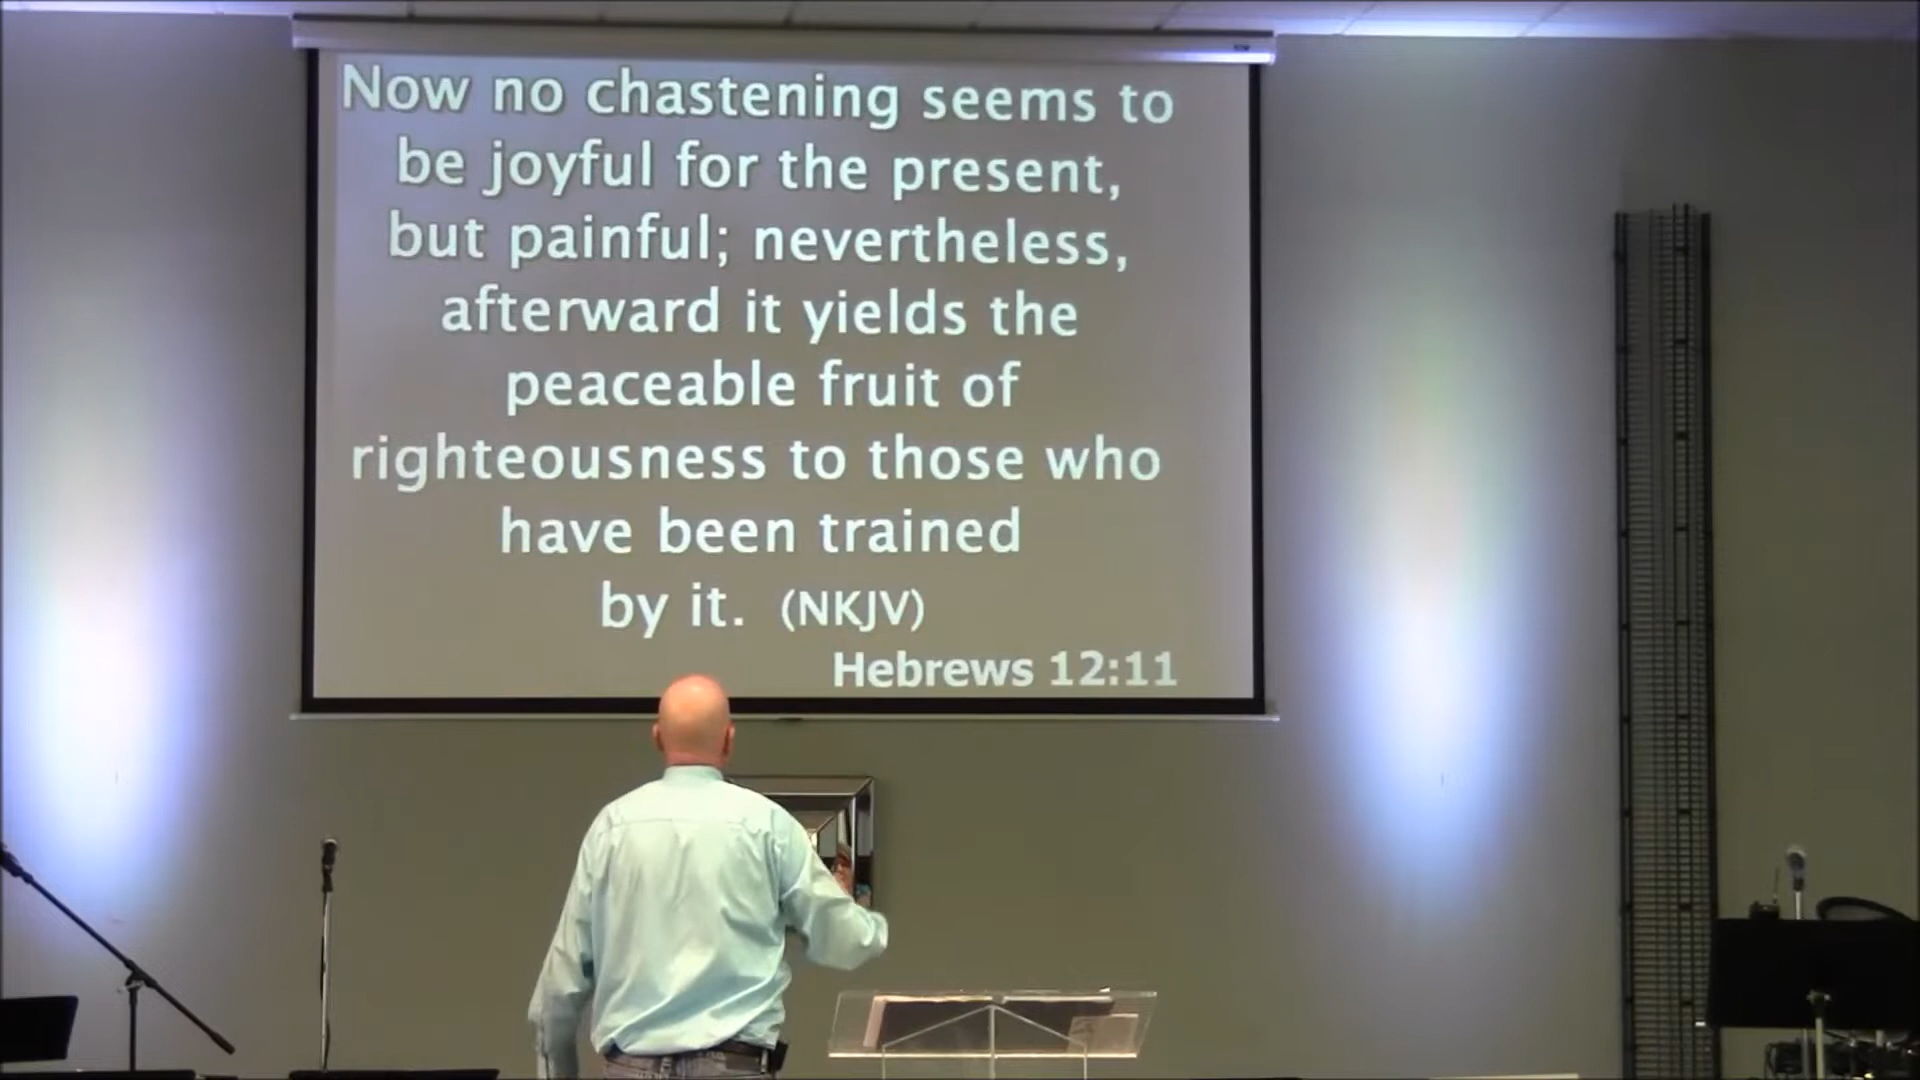 Now no chastening seems to
be joyful for the present,
but painful; nevertheless,
afterward it yields the
peaceable fruit of
righteousness to those who
have been trained
by it. (NKJV)
Hebrews 12:11